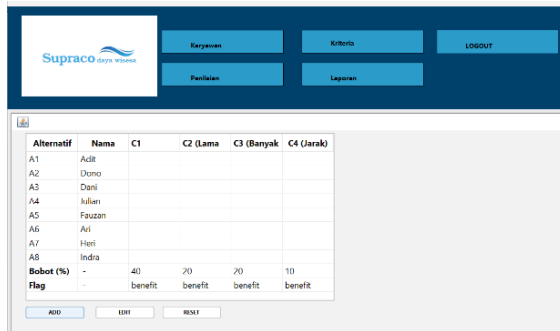 Supraco daya wisesa
Karyawan
Kriteria
LOGOUT
Penilaian
Laporan
Alternatif Nama C1 C2 (Lama C3 (Banyak C4 (Jarak)
A1 Adit
A2 Dono
A3 Dani
A4 Julian
A5 Fauzan
A6 Ari
A7 Heri
A8 Indra
Bobot (%) - 40 20 20 10
Flag - benefit benefit benefit benefit
ADD EDIT RESET